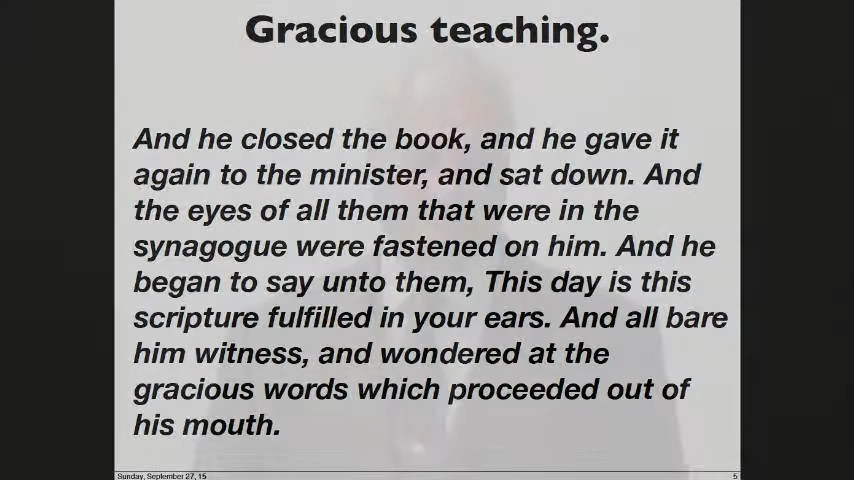 Gracious teaching.
And he closed the book, and he gave it
again to the minister, and sat down. And
the eyes of all them that were in the
synagogue were fastened on him. And he
began to say unto them, This day is this
scripture fulfilled in your ears. And all bare
him witness, and wondered at the
gracious words which proceeded out of
his mouth.
Sunday, September 27, 15
5